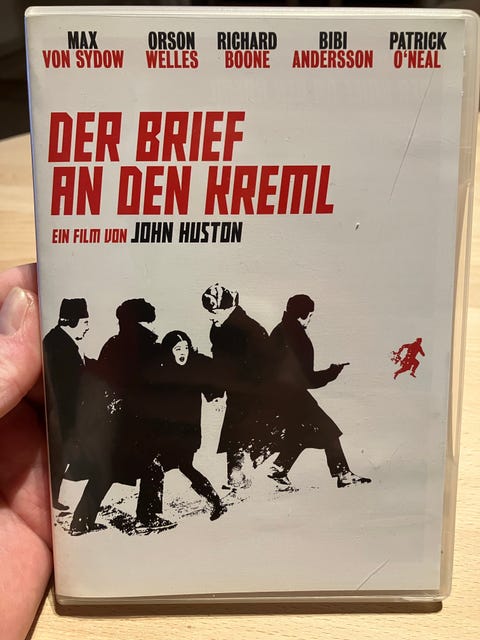 MAX ORSON RICHARD BIBI PATRICK
VON SYDOW WELLES BOONE ANDERSSON O'NEAL
DER BRIEF
AN DEN KREML
EIN FILM VON JOHN HUSTON